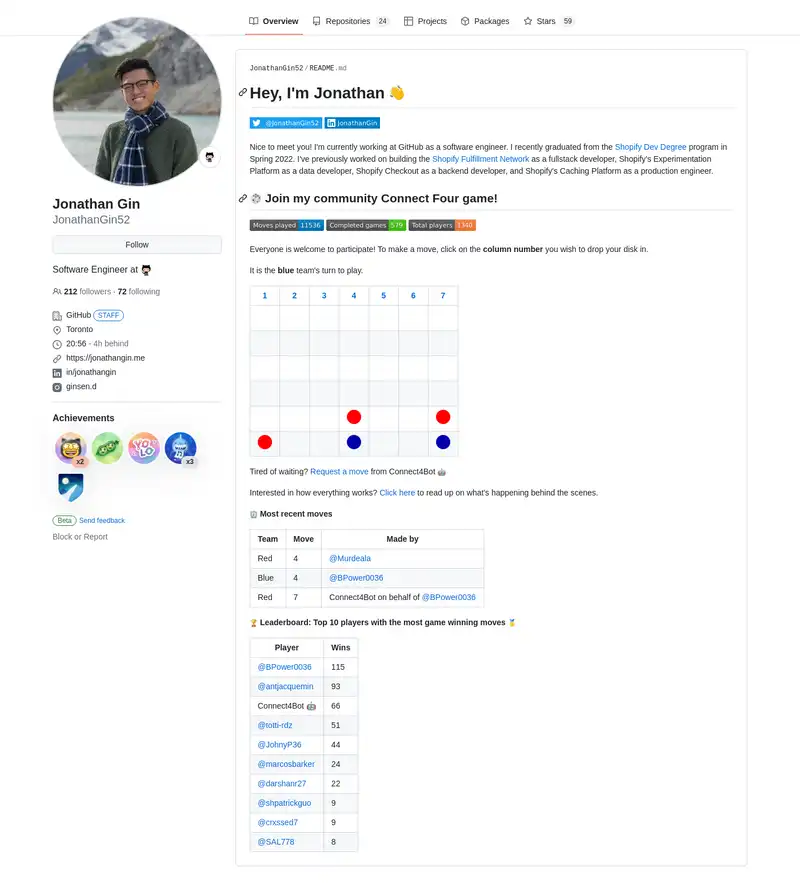 Overview Repositories 24 Projects Packages Stars 59
Jonathan Gin
JonathanGin52
Follow
Software Engineer at
212 followers · 72 following
GitHub STAFF
Toronto
20:56 - 4h behind
https://jonathangin.me
in/jonathangin
ginsen.d
Achievements
x2
YOLO
x3
Beta Send feedback
Block or Report
JonathanGin52 / README.md
Hey, I'm Jonathan 👋
@JonathanGin52 JonathanGin
Nice to meet you! I'm currently working at GitHub as a software engineer. I recently graduated from the Shopify Dev Degree program in
Spring 2022. I've previously worked on building the Shopify Fulfillment Network as a fullstack developer, Shopify's Experimentation
Platform as a data developer, Shopify Checkout as a backend developer, and Shopify's Caching Platform as a production engineer.
Join my community Connect Four game!
Moves played 11536 Completed games 579 Total players 1340
Everyone is welcome to participate! To make a move, click on the column number you wish to drop your disk in.
It is the blue team's turn to play.
1 2 3 4 5 6 7
Tired of waiting? Request a move from Connect4Bot 🤖
Interested in how everything works? Click here to read up on what's happening behind the scenes.
Most recent moves
Team Move Made by
Red 4 @Murdeala
Blue 4 @BPower0036
Red 7 Connect4Bot on behalf of @BPower0036
🏆 Leaderboard: Top 10 players with the most game winning moves 🏅
Player Wins
@BPower0036 115
@antjacquemin 93
Connect4Bot 🤖 66
@totti-rdz 51
@JohnyP36 44
@marcosbarker 24
@darshanr27 22
@shpatrickguo 9
@crxssed7 9
@SAL778 8